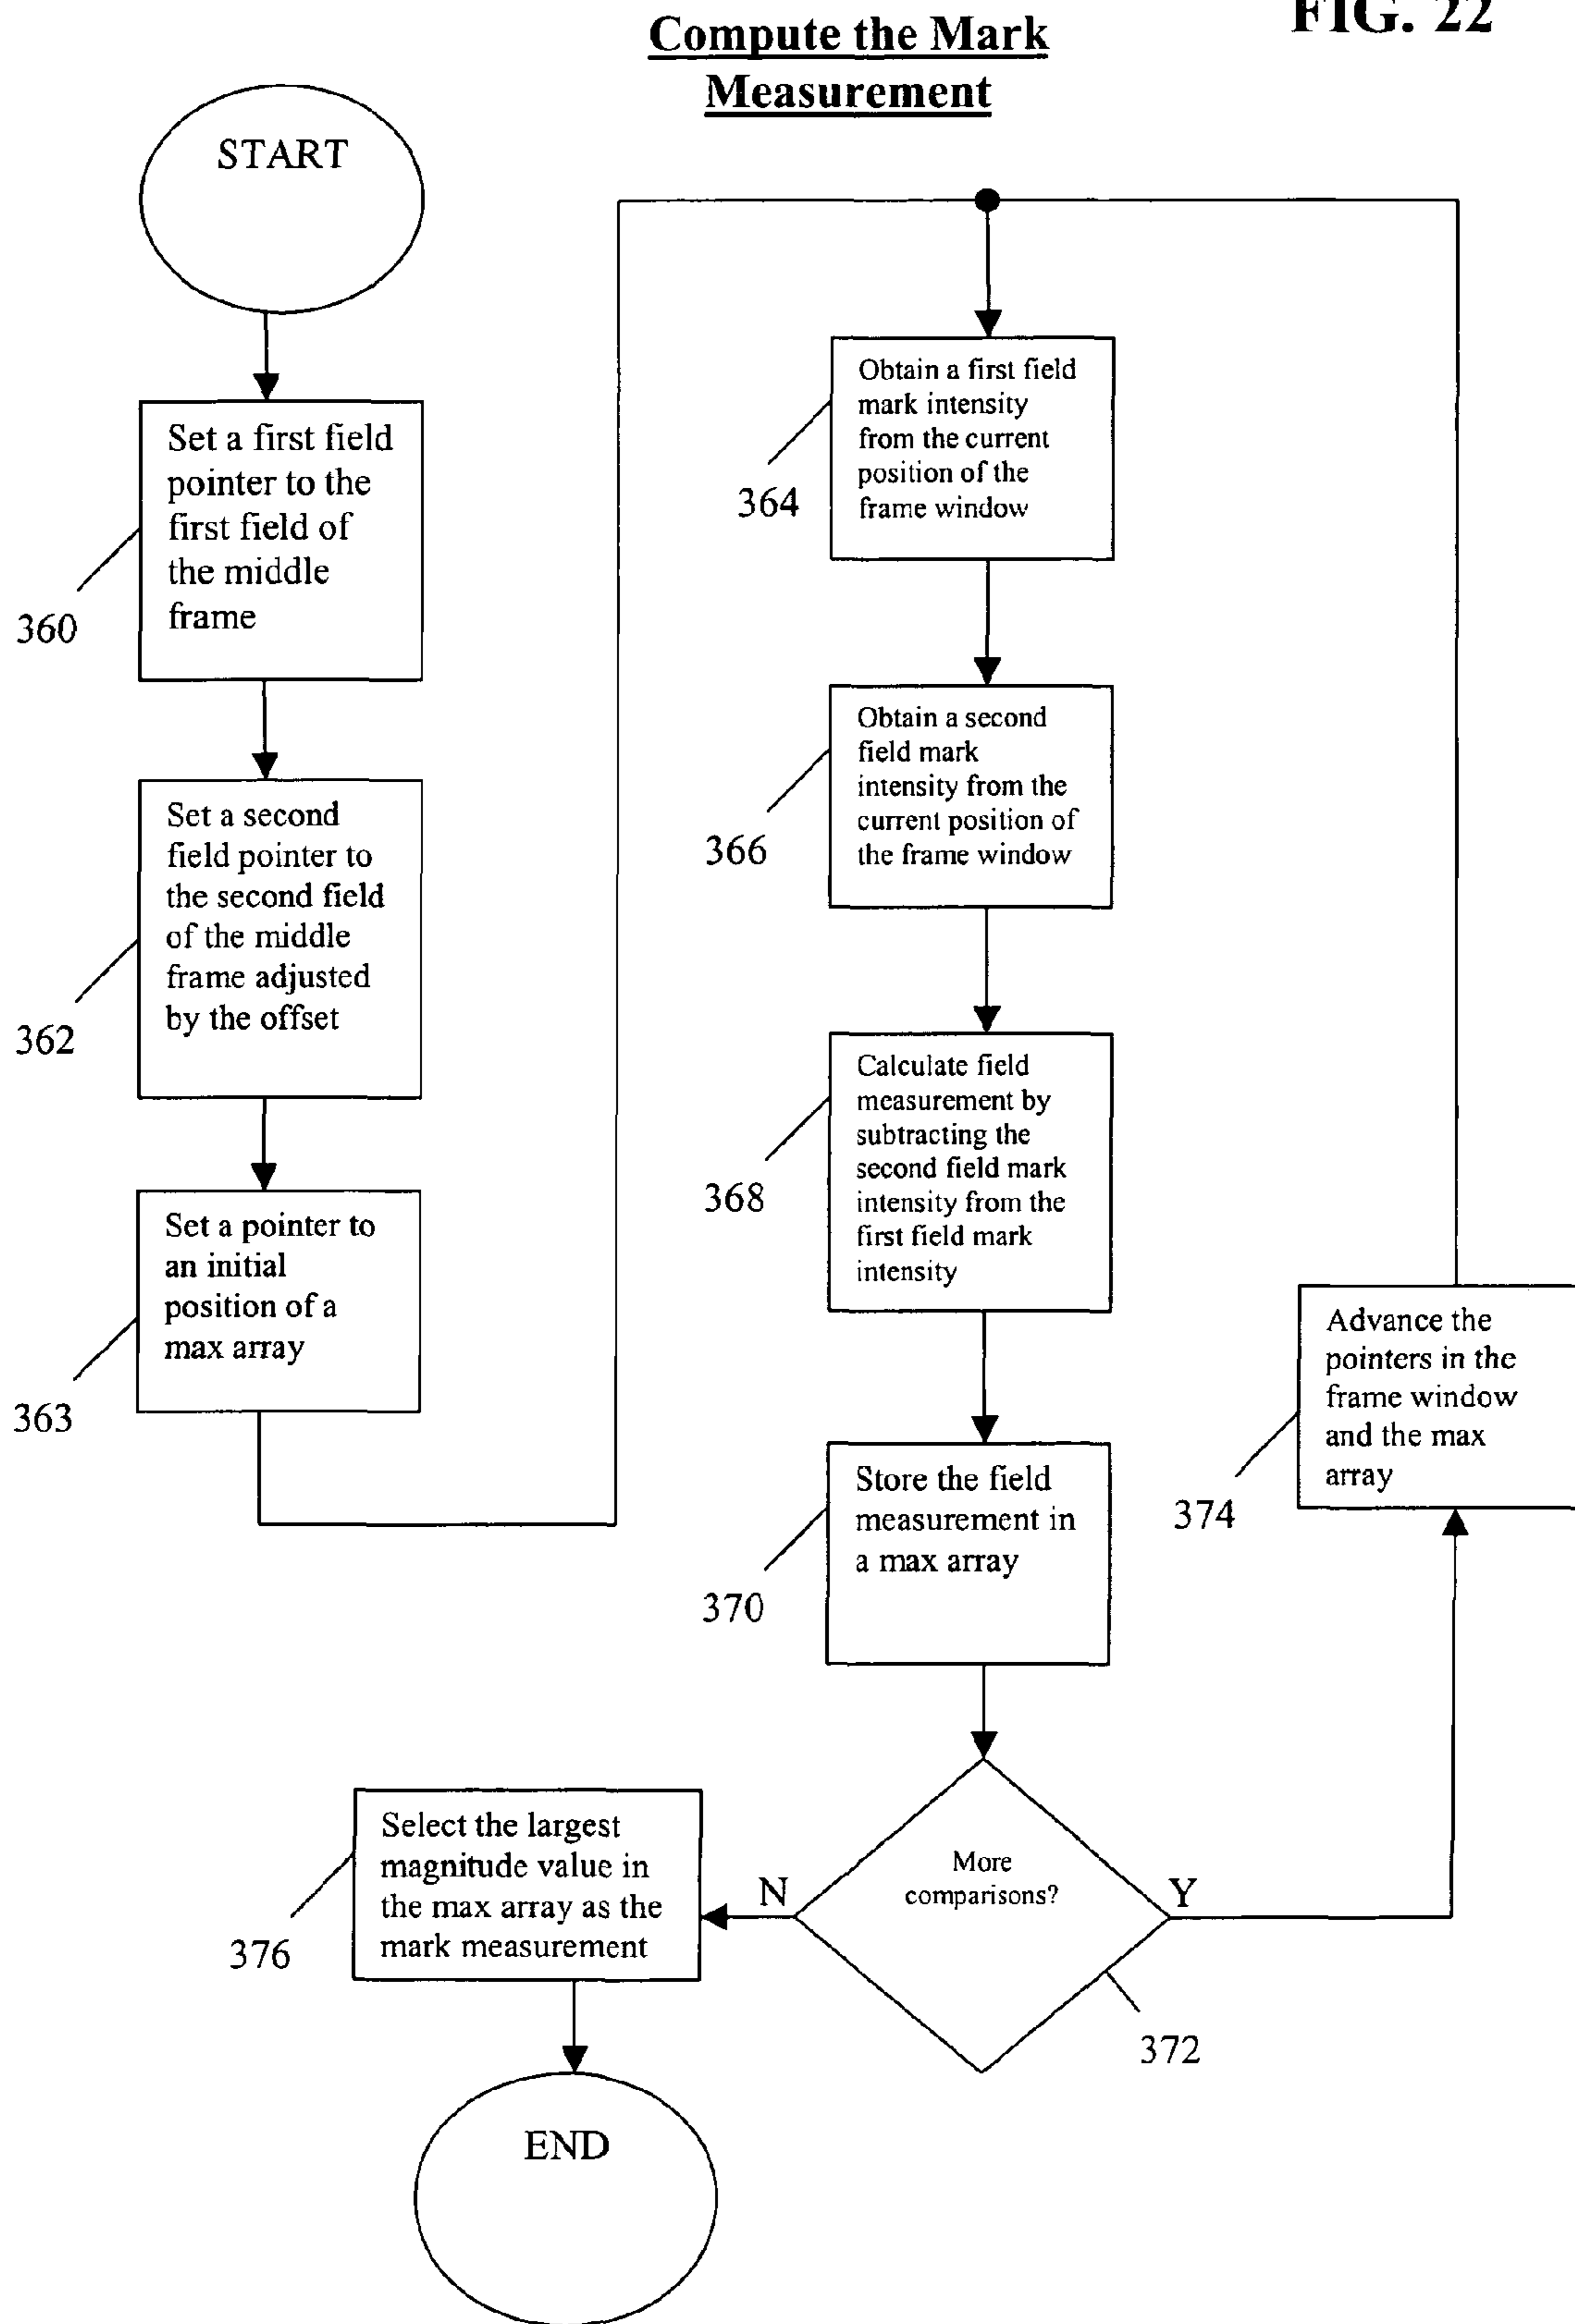 FIG. 22
Compute the Mark
Measurement
START
Set a first field
pointer to the
first field of
the middle
frame
360
Set a second
field pointer to
the second field
of the middle
frame adjusted
by the offset
362
Set a pointer to
an initial
position of a
max array
363
Obtain a first field
mark intensity
from the current
position of the
frame window
364
Obtain a second
field mark
intensity from the
current position of
the frame window
366
Calculate field
measurement by
subtracting the
second field mark
intensity from the
first field mark
intensity
368
Store the field
measurement in
a max array
370
More
comparisons?
N
Y
372
Advance the
pointers in the
frame window
and the max
array
374
Select the largest
magnitude value in
the max array as the
mark measurement
376
END